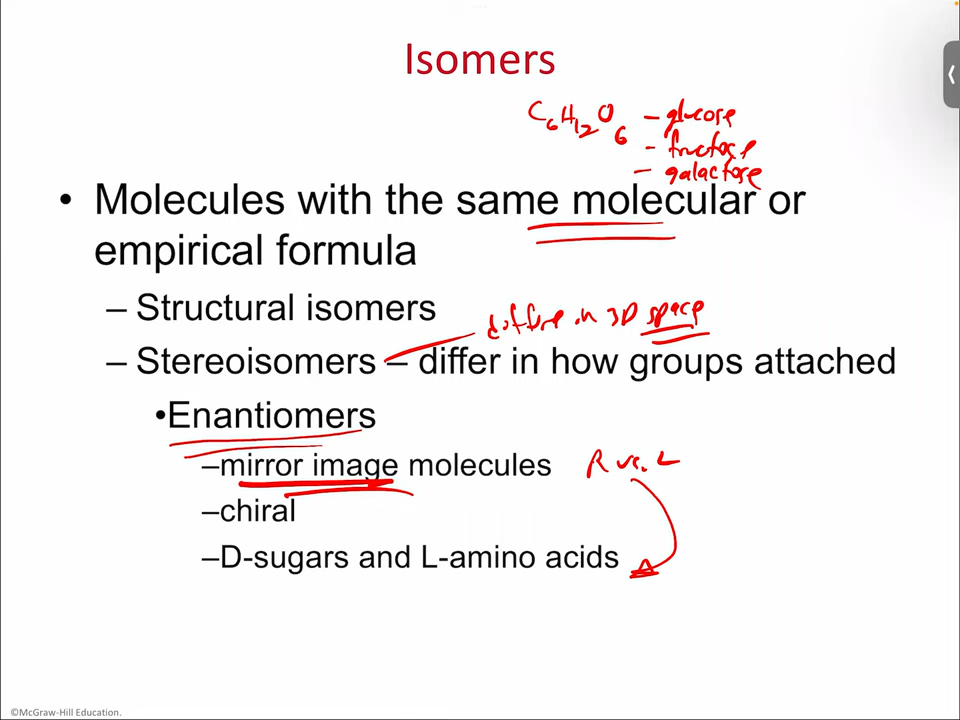 Isomers
C6H12O6 – glucose
– fructose
– galactose
• Molecules with the same molecular or
empirical formula
– Structural isomers
differ in 3D space
– Stereoisomers – differ in how groups attached
•Enantiomers
–mirror image molecules R vs. L
–chiral
–D-sugars and L-amino acids
©McGraw-Hill Education.